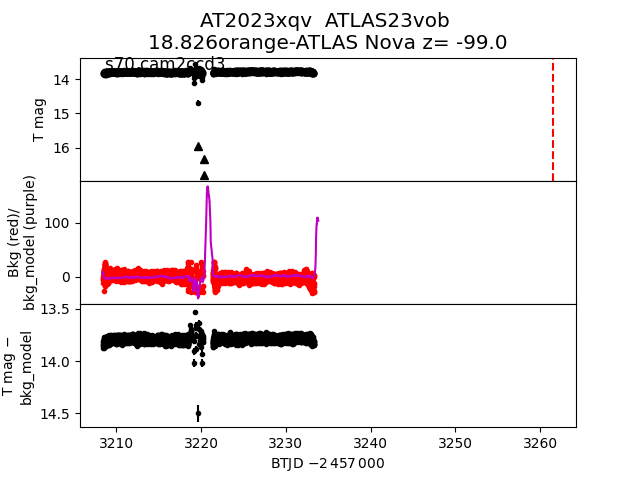 AT2023xqv  ATLAS23vob
18.826orange-ATLAS Nova z= -99.0
s70 cam2ccd3
14
15
16
T mag
100
0
Bkg (red)/
bkg_model (purple)
13.5
14.0
14.5
T mag −
bkg_model
3210
3220
3230
3240
3250
3260
BTJD −2 457 000